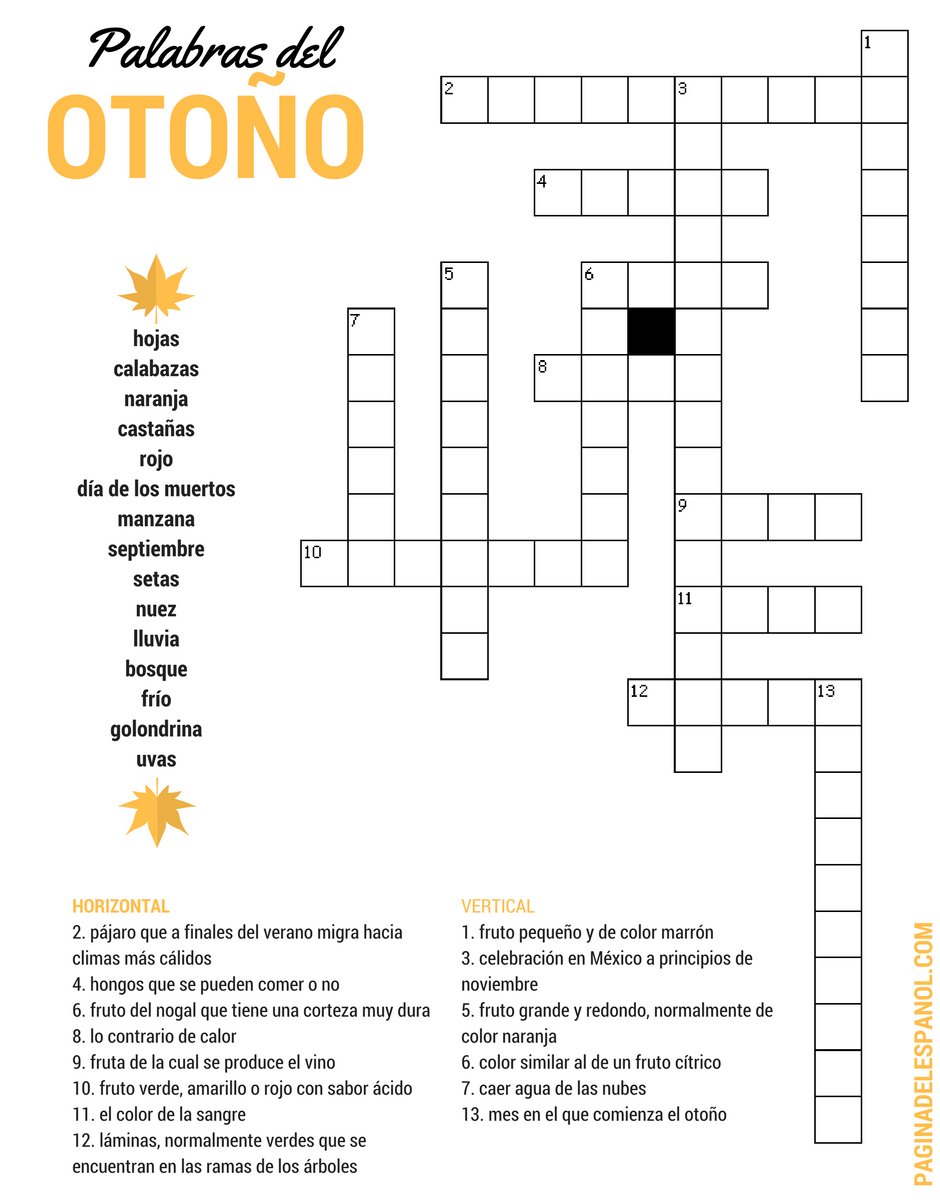 Palabras del
OTOÑO
1
2
3
4
5
6
7
8
9
10
11
12
13
hojas
calabazas
naranja
castañas
rojo
día de los muertos
manzana
septiembre
setas
nuez
lluvia
bosque
frío
golondrina
uvas
HORIZONTAL
2. pájaro que a finales del verano migra hacia
climas más cálidos
4. hongos que se pueden comer o no
6. fruto del nogal que tiene una corteza muy dura
8. lo contrario de calor
9. fruta de la cual se produce el vino
10. fruto verde, amarillo o rojo con sabor ácido
11. el color de la sangre
12. láminas, normalmente verdes que se
encuentran en las ramas de los árboles
VERTICAL
1. fruto pequeño y de color marrón
3. celebración en México a principios de
noviembre
5. fruto grande y redondo, normalmente de
color naranja
6. color similar al de un fruto cítrico
7. caer agua de las nubes
13. mes en el que comienza el otoño
PAGINADELESPANOL.COM